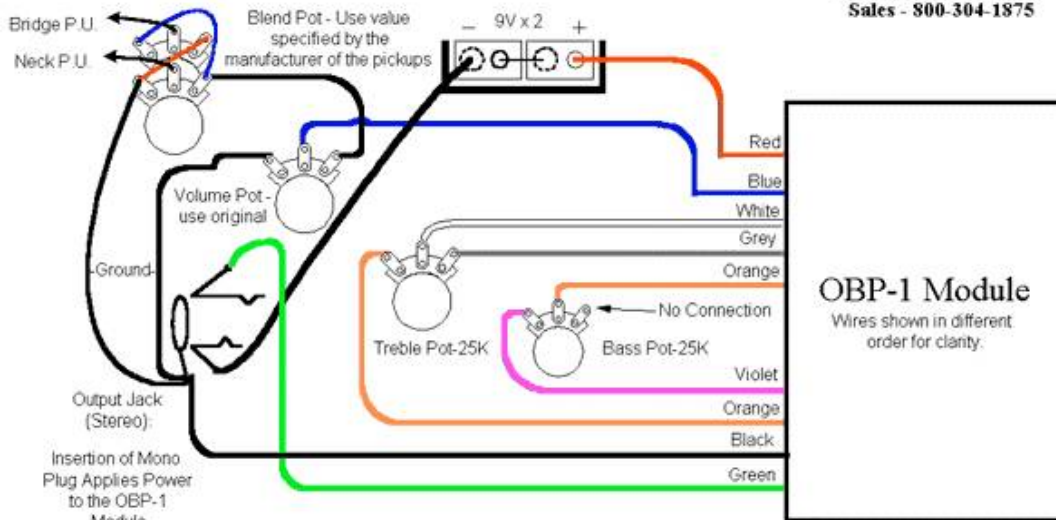 Sales - 800-304-1875
Bridge P.U.
Neck P.U.
Blend Pot - Use value
specified by the
manufacturer of the pickups
− 9V x 2 +
Volume Pot -
use original
-Ground-
Treble Pot-25K
Bass Pot-25K
No Connection
Red
Blue
White
Grey
Orange
Violet
Orange
Black
Green
OBP-1 Module
Wires shown in different
order for clarity.
Output Jack
(Stereo):
Insertion of Mono
Plug Applies Power
to the OBP-1
Module